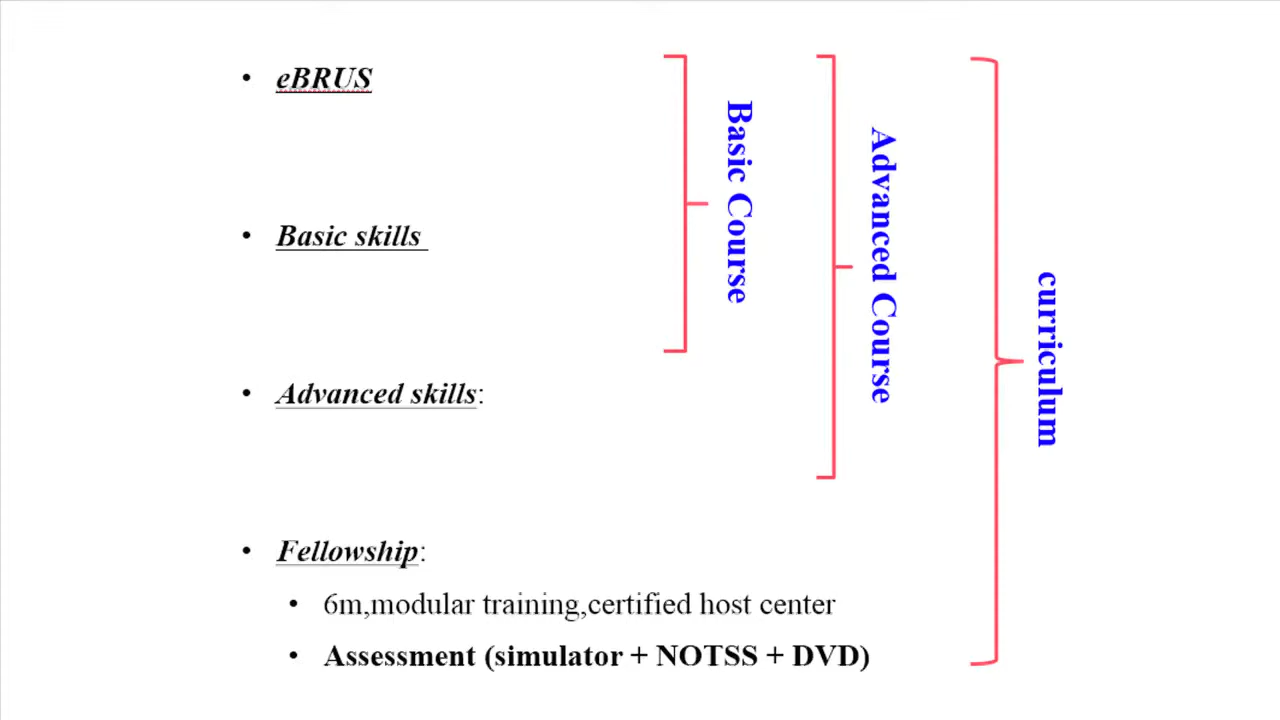 • eBRUS
• Basic skills
• Advanced skills:
• Fellowship:
• 6m,modular training,certified host center
• Assessment (simulator + NOTSS + DVD)
Basic Course
Advanced Course
curriculum